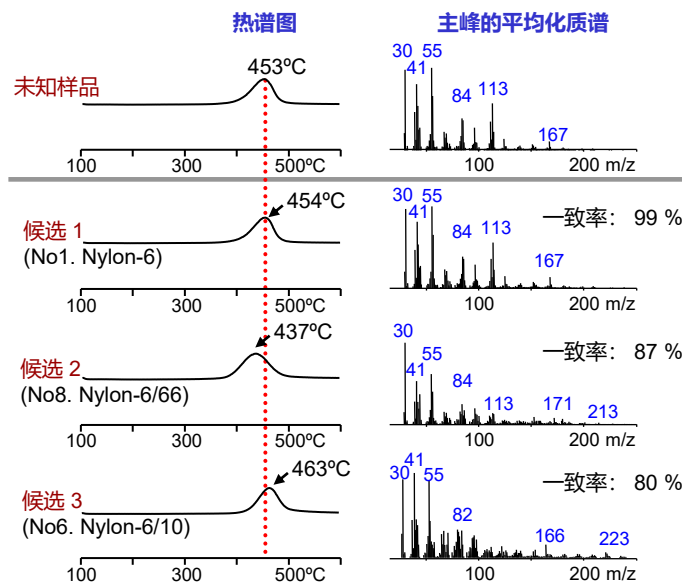 热谱图 主峰的平均化质谱
未知样品 453ºC
30 55
41
84 113
167
100 300 500ºC 100 200 m/z
候选 1
(No1. Nylon-6)
454ºC
30 55
41
84 113
167
一致率： 99 %
100 300 500ºC 100 200 m/z
候选 2
(No8. Nylon-6/66)
437ºC
30
55
41
84
113 171 213
一致率： 87 %
100 300 500ºC 100 200 m/z
候选 3
(No6. Nylon-6/10)
463ºC
41
30 55
82
166 223
一致率： 80 %
100 300 500ºC 100 200 m/z